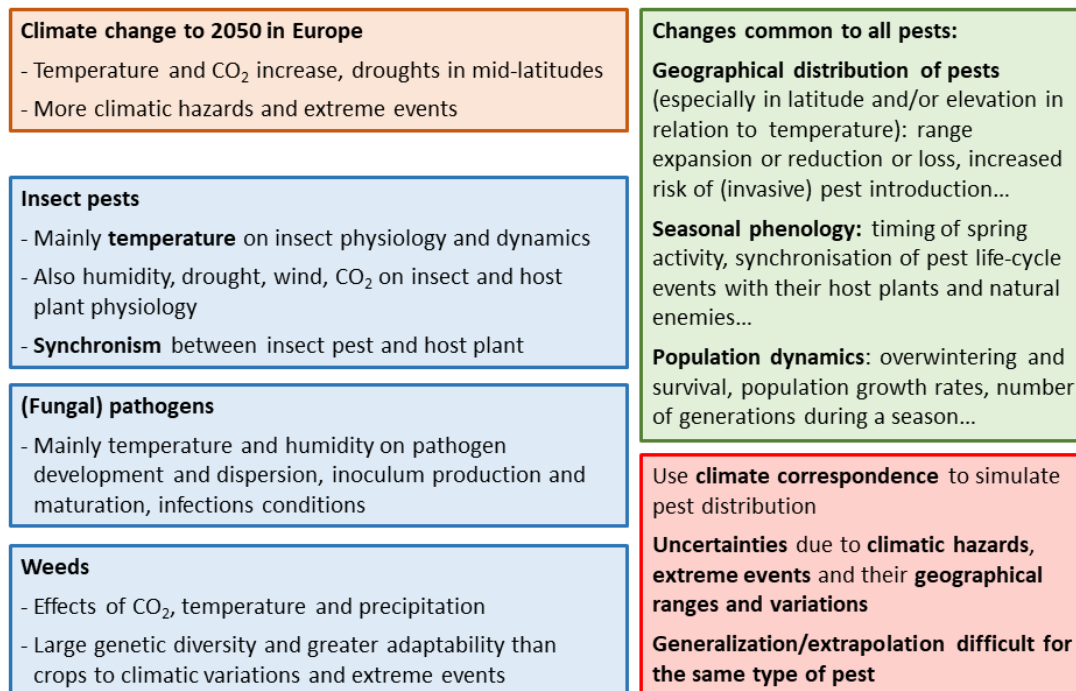 Climate change to 2050 in Europe
- Temperature and CO₂ increase, droughts in mid-latitudes
- More climatic hazards and extreme events
Insect pests
- Mainly temperature on insect physiology and dynamics
- Also humidity, drought, wind, CO₂ on insect and host
plant physiology
- Synchronism between insect pest and host plant
(Fungal) pathogens
- Mainly temperature and humidity on pathogen
development and dispersion, inoculum production and
maturation, infections conditions
Weeds
- Effects of CO₂, temperature and precipitation
- Large genetic diversity and greater adaptability than
crops to climatic variations and extreme events
Changes common to all pests:
Geographical distribution of pests
(especially in latitude and/or elevation in
relation to temperature): range
expansion or reduction or loss, increased
risk of (invasive) pest introduction...
Seasonal phenology: timing of spring
activity, synchronisation of pest life-cycle
events with their host plants and natural
enemies...
Population dynamics: overwintering and
survival, population growth rates, number
of generations during a season...
Use climate correspondence to simulate
pest distribution
Uncertainties due to climatic hazards,
extreme events and their geographical
ranges and variations
Generalization/extrapolation difficult for
the same type of pest